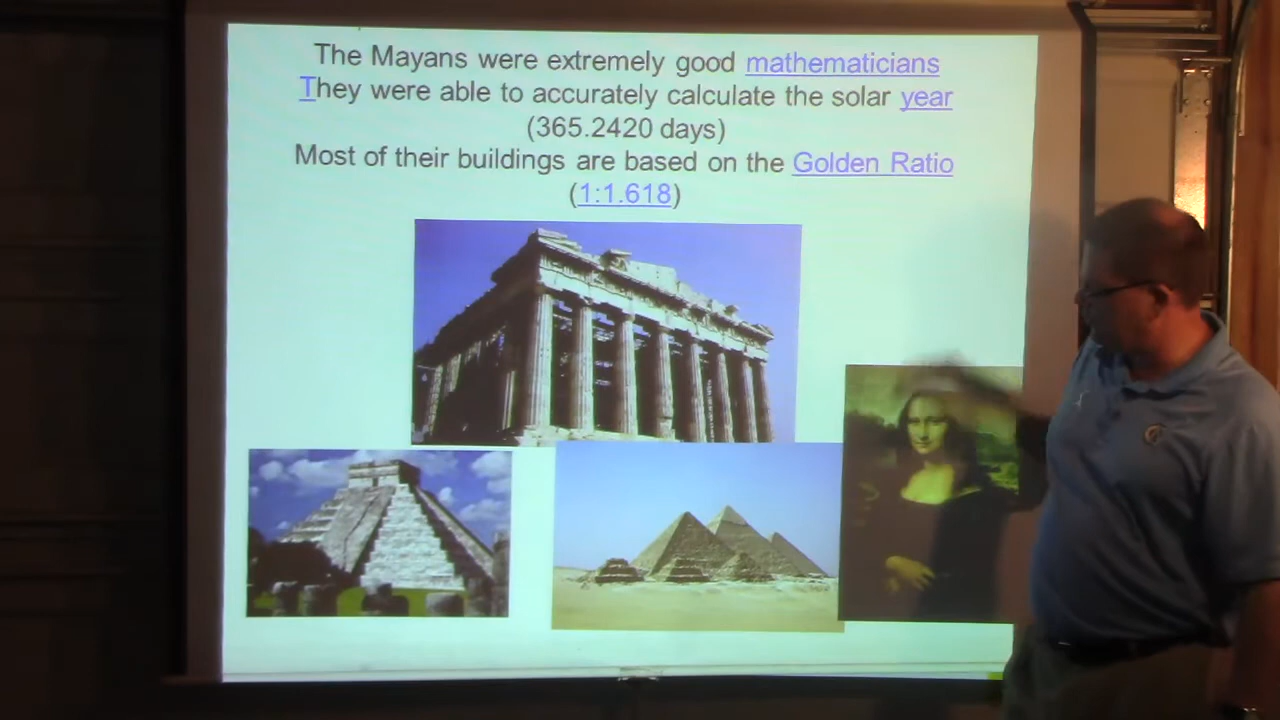 The Mayans were extremely good mathematicians
They were able to accurately calculate the solar year
(365.2420 days)
Most of their buildings are based on the Golden Ratio
(1:1.618)